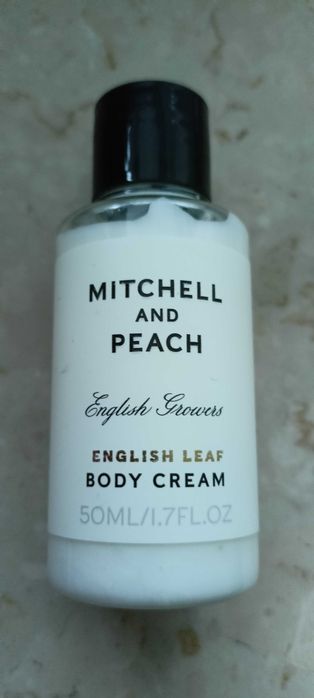 MITCHELL
AND
PEACH
English Growers
ENGLISH LEAF
BODY CREAM
50ML/1.7FL.OZ